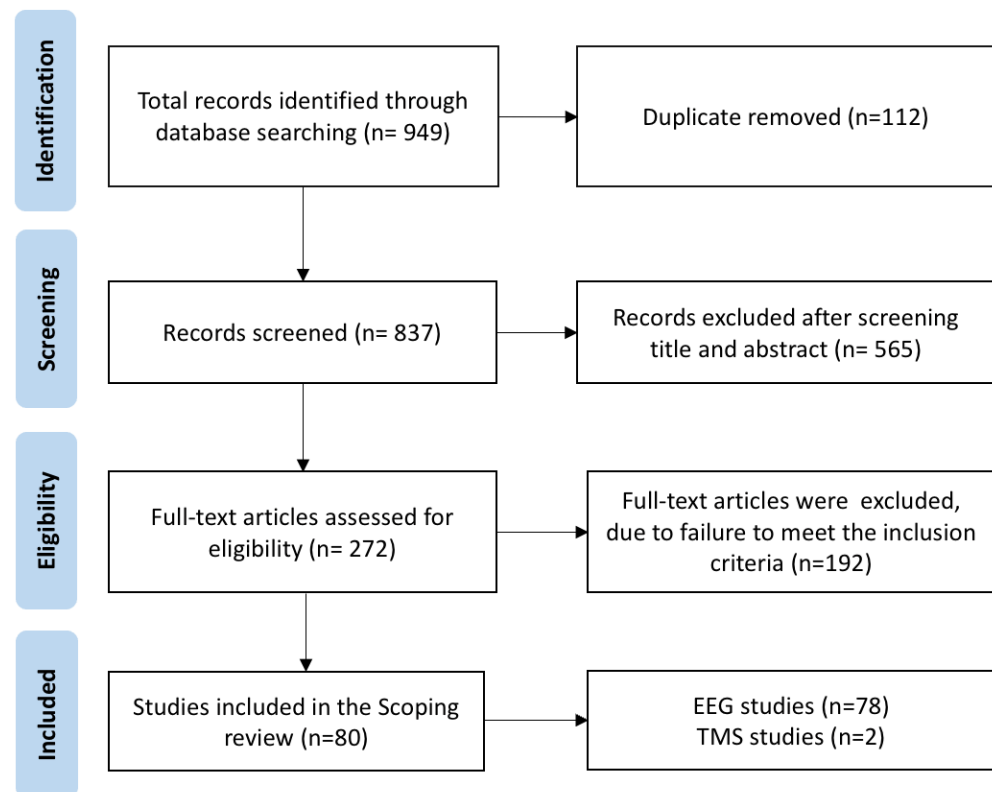 Identification
Total records identified through
database searching (n= 949)
Duplicate removed (n=112)
Screening
Records screened (n= 837)
Records excluded after screening
title and abstract (n= 565)
Eligibility
Full-text articles assessed for
eligibility (n= 272)
Full-text articles were  excluded,
due to failure to meet the inclusion
criteria (n=192)
Included
Studies included in the Scoping
review (n=80)
EEG studies (n=78)
TMS studies (n=2)